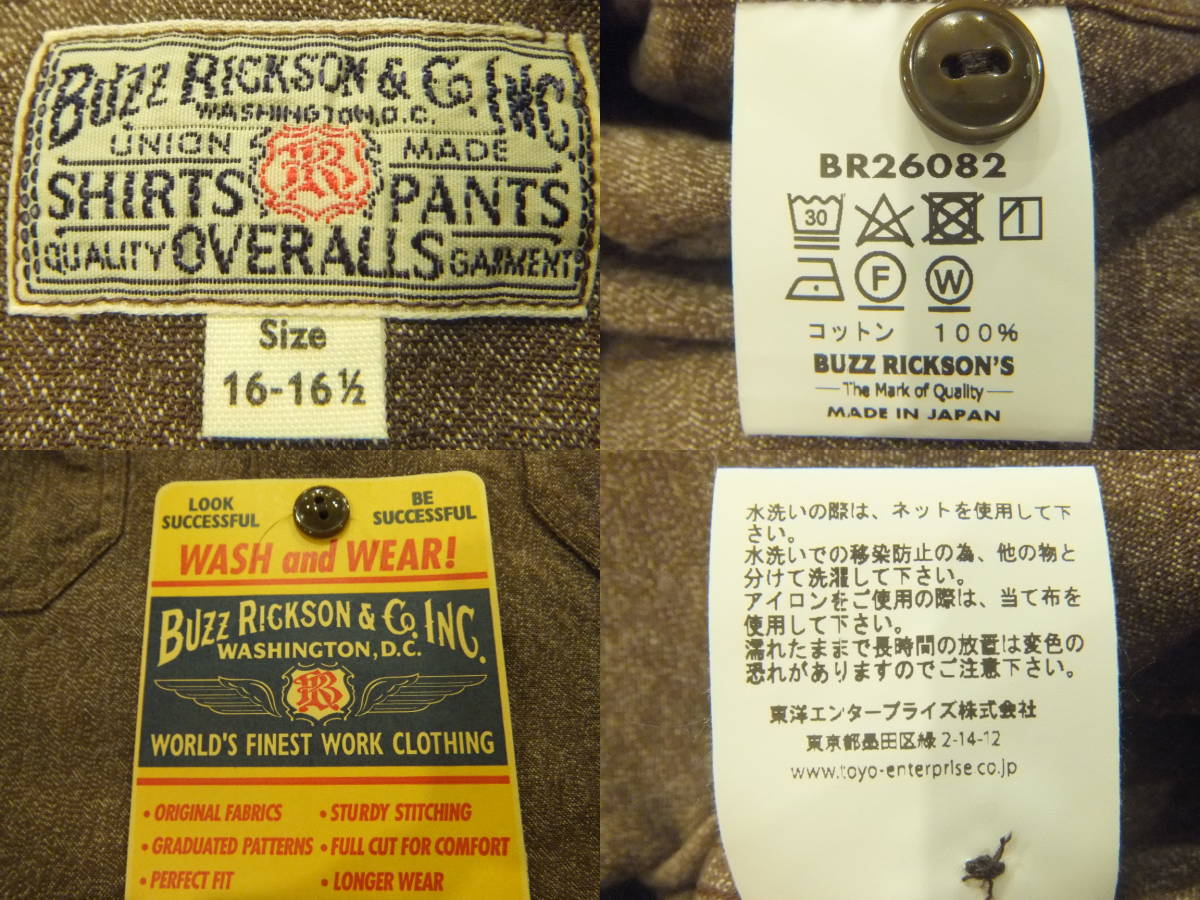 BUZZ RICKSON & Co. INC.
WASHINGTON, D.C.
UNION MADE
SHIRTS PANTS
QUALITY OVERALLS GARMENT
Size
16-16½
BR26082
30
1
F W
コットン 100%
BUZZ RICKSON'S
The Mark of Quality
MADE IN JAPAN
LOOK SUCCESSFUL
BE SUCCESSFUL
WASH and WEAR!
BUZZ RICKSON & Co. INC.
WASHINGTON, D.C.
BR
WORLD'S FINEST WORK CLOTHING
• ORIGINAL FABRICS • STURDY STITCHING
• GRADUATED PATTERNS • FULL CUT FOR COMFORT
• PERFECT FIT • LONGER WEAR
水洗いの際は、ネットを使用して下
さい。
水洗いでの移染防止の為、他の物と
分けて洗濯して下さい。
アイロンをご使用の際は、当て布を
使用して下さい。
濡れたままで長時間の放置は変色の
恐れがありますのでご注意下さい。
東洋エンタープライズ株式会社
東京都墨田区緑 2-14-12
www.toyo-enterprise.co.jp